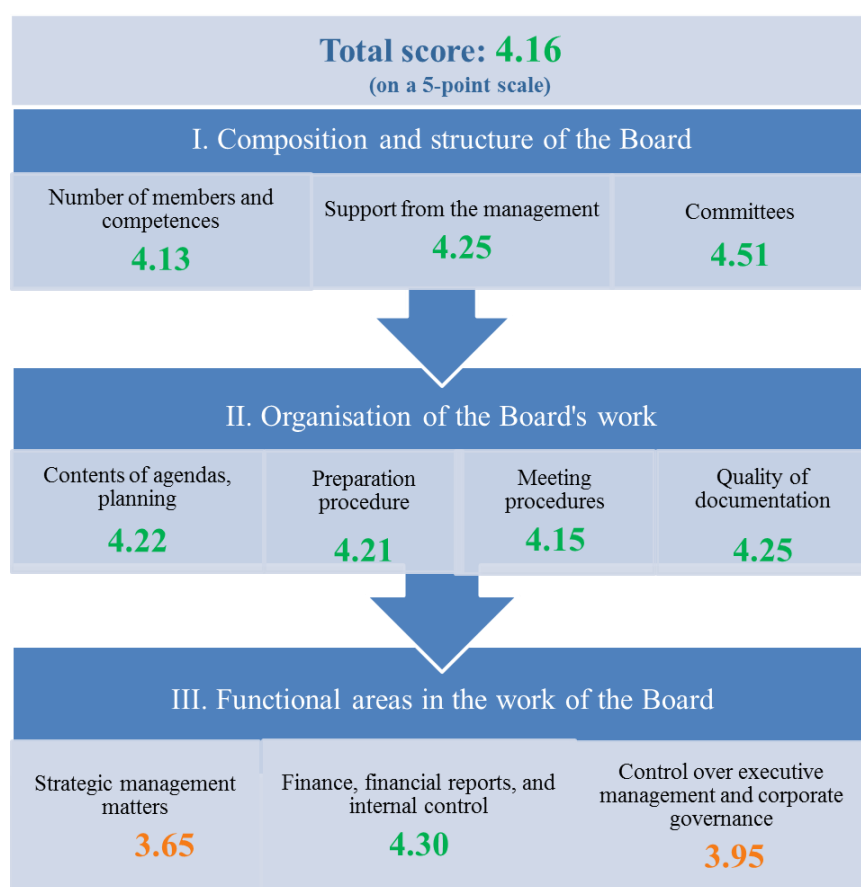 Total score: 4.16
(on a 5-point scale)
I. Composition and structure of the Board
Number of members and
competences
4.13
Support from the management
4.25
Committees
4.51
II. Organisation of the Board's work
Contents of agendas,
planning
4.22
Preparation
procedure
4.21
Meeting
procedures
4.15
Quality of
documentation
4.25
III. Functional areas in the work of the Board
Strategic management
matters
3.65
Finance, financial reports, and
internal control
4.30
Control over executive
management and corporate
governance
3.95